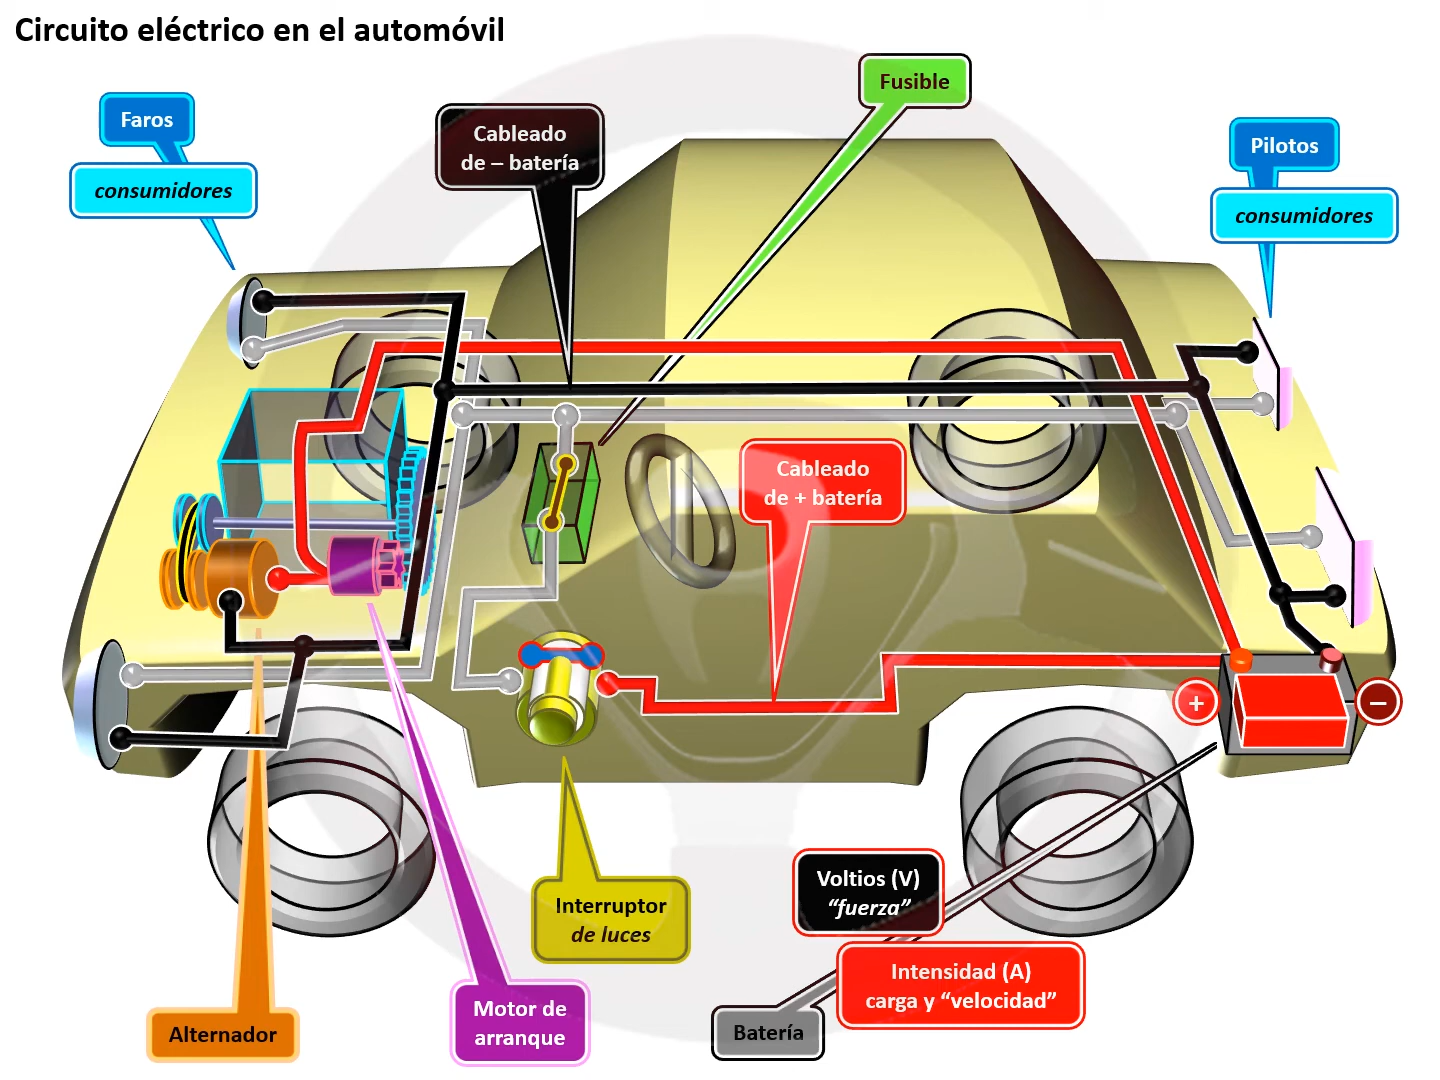 Circuito eléctrico en el automóvil
Fusible
Faros
consumidores
Cableado
de – batería
Pilotos
consumidores
Cableado
de + batería
+
–
Voltios (V)
“fuerza”
Interruptor
de luces
Intensidad (A)
carga y “velocidad”
Motor de
arranque
Alternador
Batería